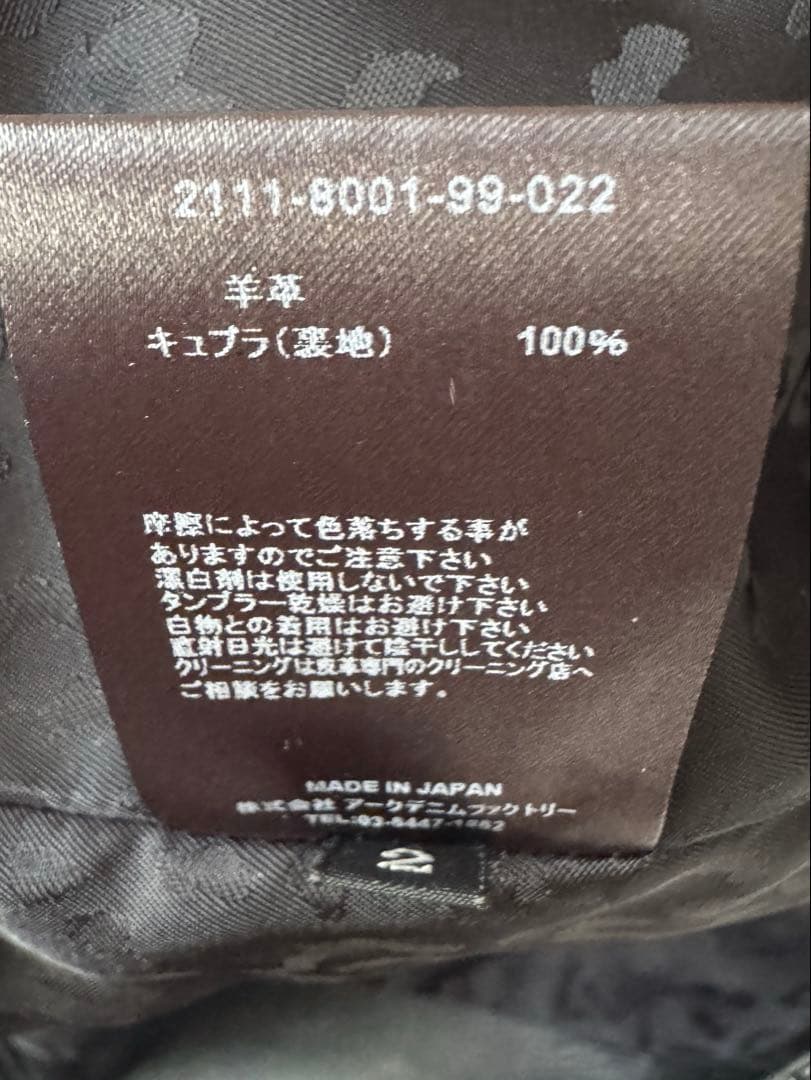 2111-8001-99-022
羊革
キュプラ(裏地) 100%
摩擦によって色落ちする事が
ありますのでご注意下さい
漂白剤は使用しないで下さい
タンブラー乾燥はお避け下さい
白物との着用はお避け下さい
直射日光は避けて陰干ししてください
クリーニングは皮革専門のクリーニング店へ
ご相談をお願いします。
MADE IN JAPAN
株式会社 アークデニムファクトリー
TEL:03-
2